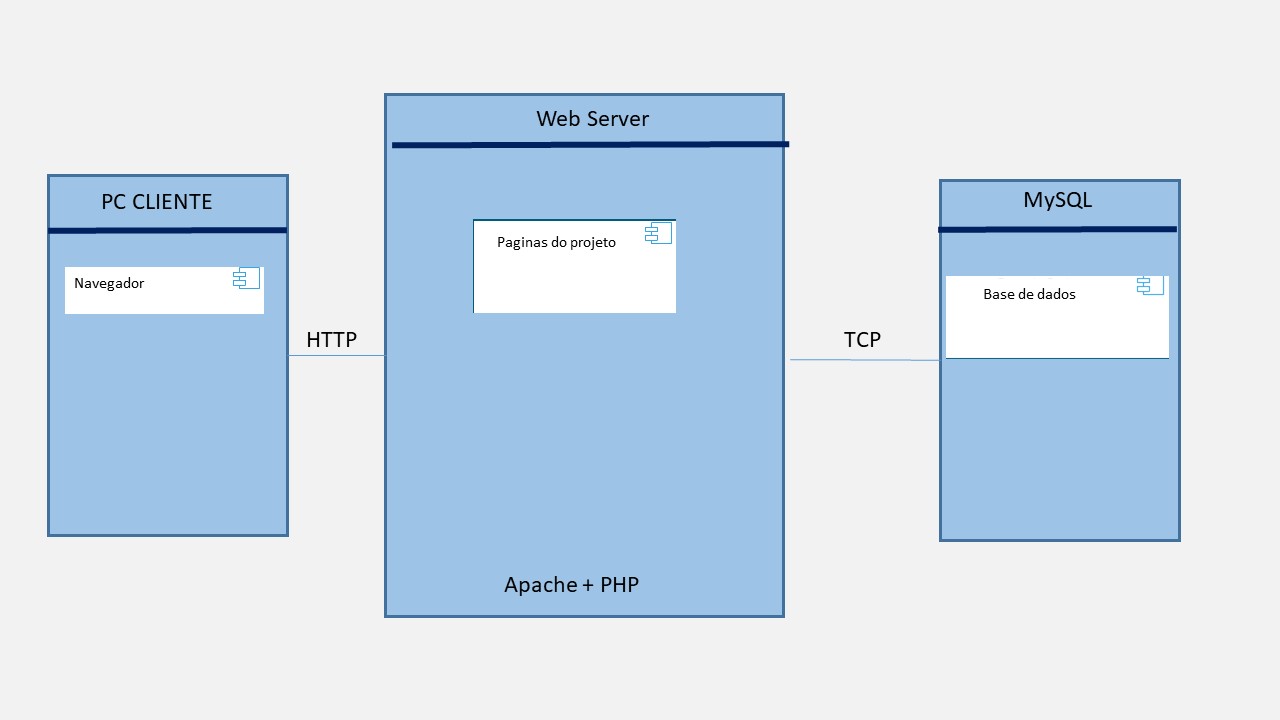 PC CLIENTE
Navegador
HTTP
Web Server
Paginas do projeto
Apache + PHP
TCP
MySQL
Base de dados